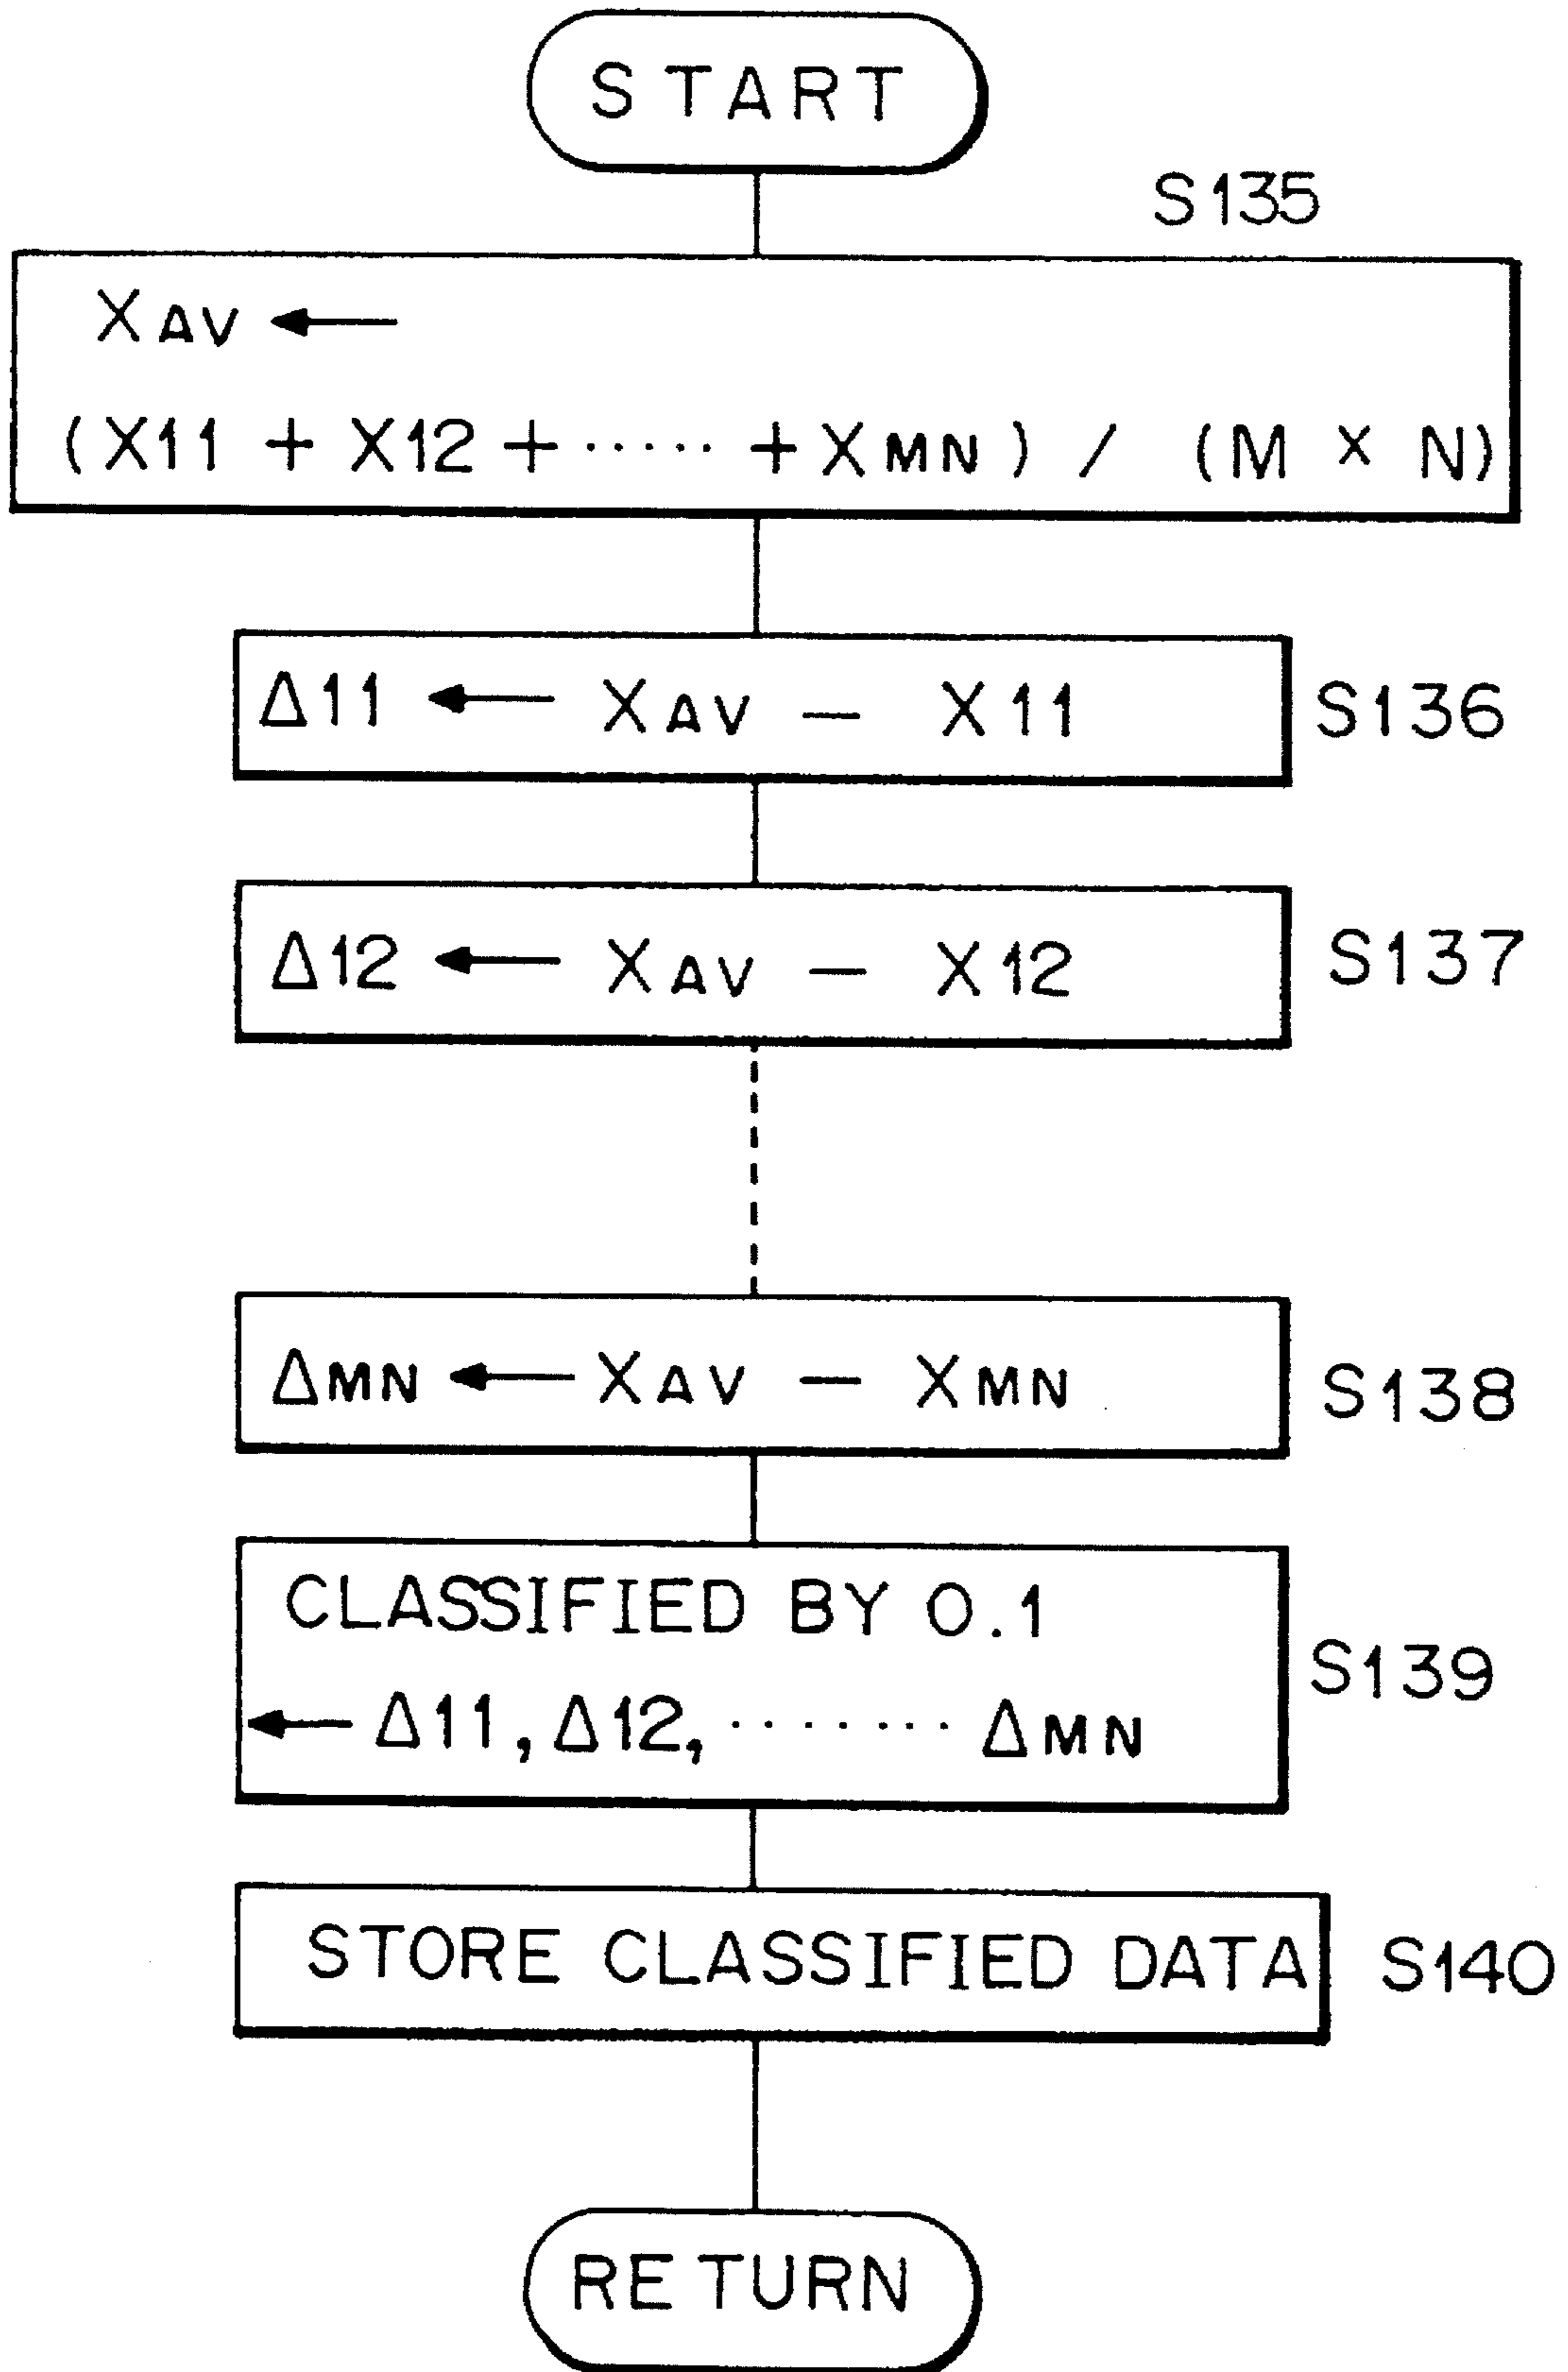 START
S135
XAV ←
(X11 + X12 + ····· + XMN) / (M × N)
Δ11 ← XAV − X11
S136
Δ12 ← XAV − X12
S137
ΔMN ← XAV − XMN
S138
CLASSIFIED BY 0.1
← Δ11, Δ12, ········ ΔMN
S139
STORE CLASSIFIED DATA
S140
RETURN